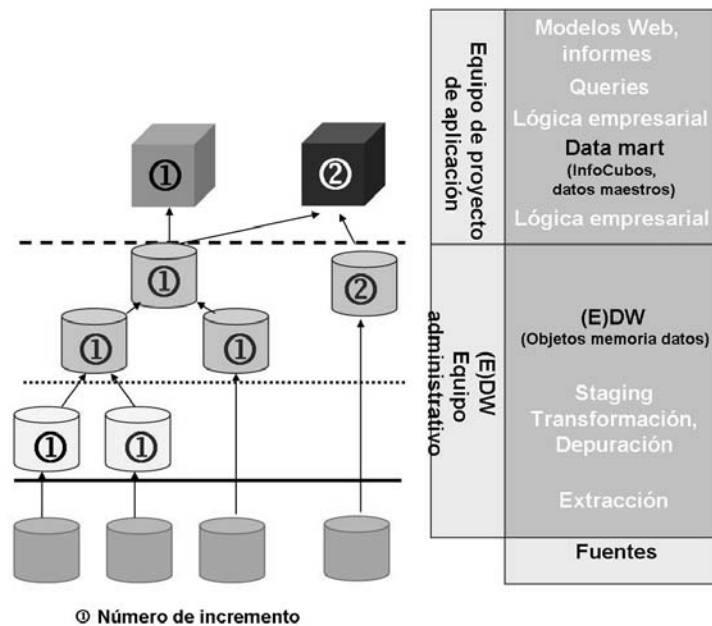 ①
②
①
②
①
①
①
①
① Número de incremento
Equipo de proyecto
de aplicación
Modelos Web,
informes
Queries
Lógica empresarial
Data mart
(InfoCubos,
datos maestros)
Lógica empresarial
(E)DW
Equipo
administrativo
(E)DW
(Objetos memoria datos)
Staging
Transformación,
Depuración
Extracción
Fuentes